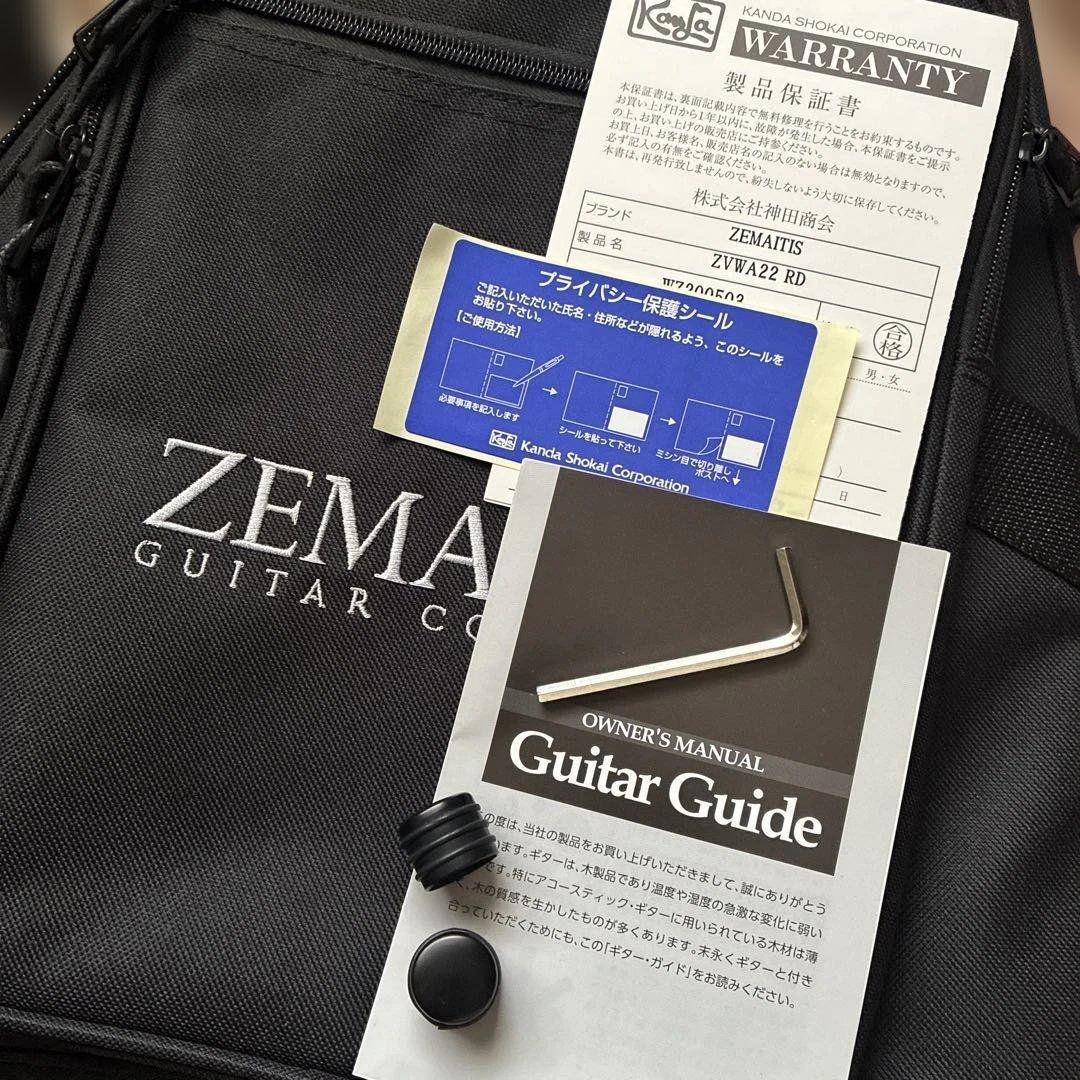 Kanda
KANDA SHOKAI CORPORATION
WARRANTY
製品保証書
本保証書は、裏面記載内容で無料修理を行うことをお約束するものです。
お買い上げ日から1年以内に、故障が発生した場合、本保証書をご提示
の上、お買い上げの販売店にご持参ください。
お買上日、お客様名、販売店名の記入のない場合は無効となりますので、
必ず記入の有無をご確認ください。
本書は、再発行致しませんので、紛失しないよう大切に保存してください。
株式会社神田商会
ブランド ZEMAITIS
製品名 ZVWA22 RD
WZ200503
合格
男・女
)
日
プライバシー保護シール
ご記入いただいた氏名・住所などが隠れるよう、このシールを
お貼り下さい。
【ご使用方法】
必要事項を記入します
シールを貼って下さい
ミシン目で切り離し
ポストへ
Kanda Kanda Shokai Corporation
ZEMA
GUITAR CO
OWNER'S MANUAL
Guitar Guide
の度は、当社の製品をお買い上げいただきまして、誠にありがとう
います。ギターは、木製品であり温度や湿度の急激な変化に弱い
です。特にアコースティック・ギターに用いられている木材は薄
く、木の質感を生かしたものが多くあります。末永くギターと付き
合っていただくためにも、この「ギター・ガイド」をお読みください。